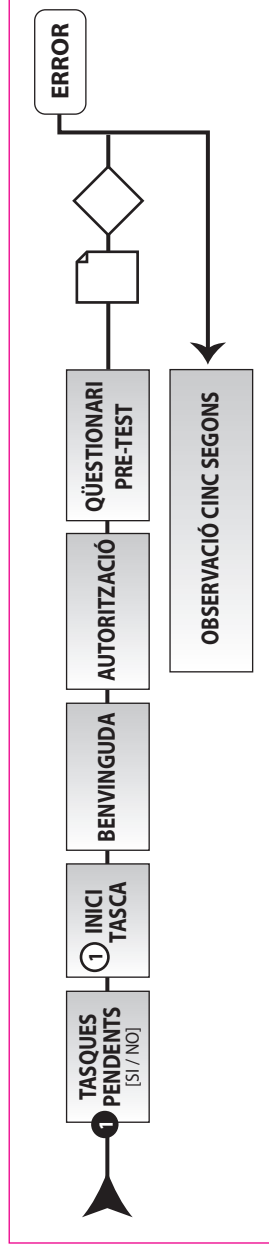 1
TASQUES
PENDENTS
[SI / NO]
1 INICI
TASCA
BENVINGUDA
AUTORITZACIÓ
QÜESTIONARI
PRE-TEST
ERROR
OBSERVACIÓ CINC SEGONS